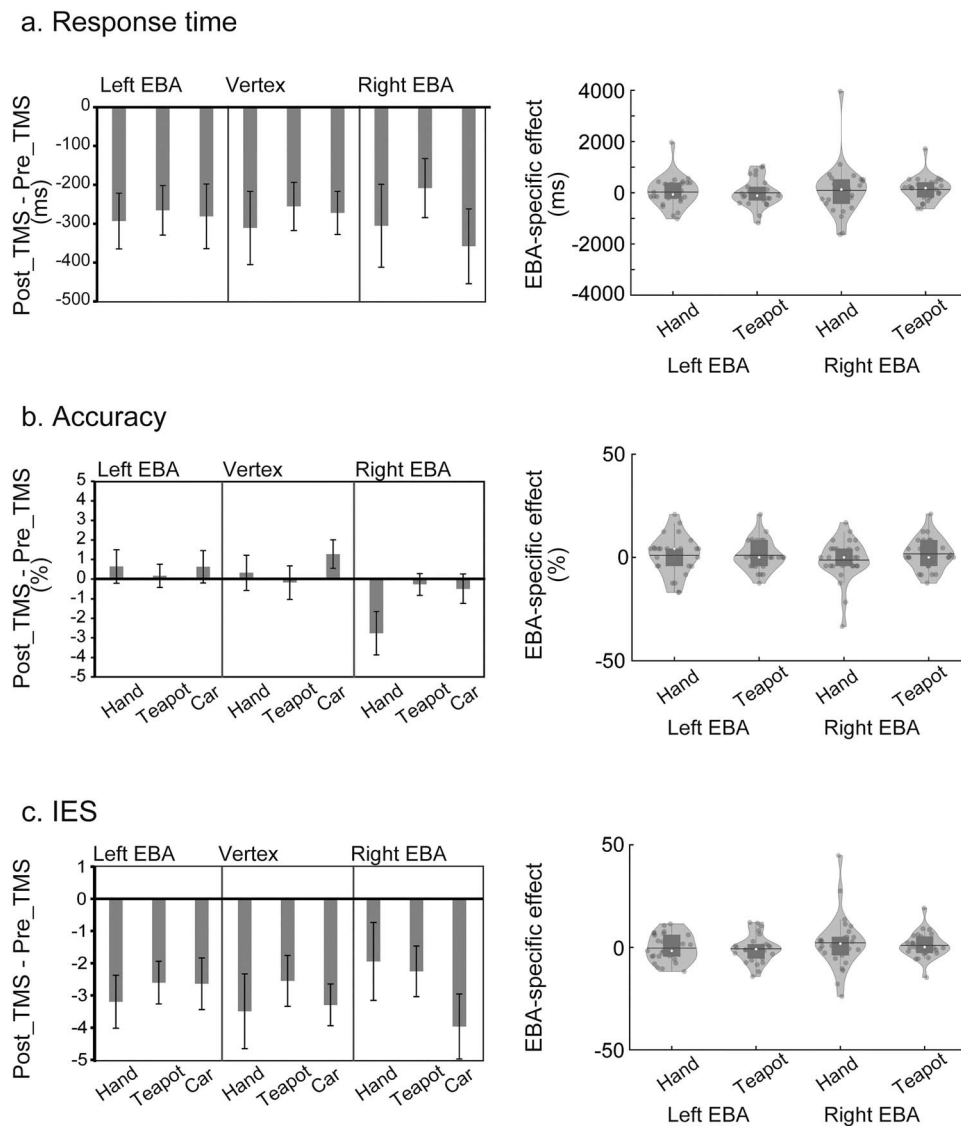 a. Response time
Left EBA Vertex Right EBA
Post_TMS - Pre_TMS
(ms)
0
-100
-200
-300
-400
-500
EBA-specific effect
(ms)
4000
2000
0
-2000
-4000
Hand Teapot Hand Teapot
Left EBA Right EBA
b. Accuracy
Left EBA Vertex Right EBA
Post_TMS - Pre_TMS
(%)
5
4
3
2
1
0
-1
-2
-3
-4
-5
Hand Teapot Car Hand Teapot Car Hand Teapot Car
EBA-specific effect
(%)
50
0
-50
Hand Teapot Hand Teapot
Left EBA Right EBA
c. IES
Left EBA Vertex Right EBA
Post_TMS - Pre_TMS
1
0
-1
-2
-3
-4
-5
Hand Teapot Car Hand Teapot Car Hand Teapot Car
EBA-specific effect
50
0
-50
Hand Teapot Hand Teapot
Left EBA Right EBA